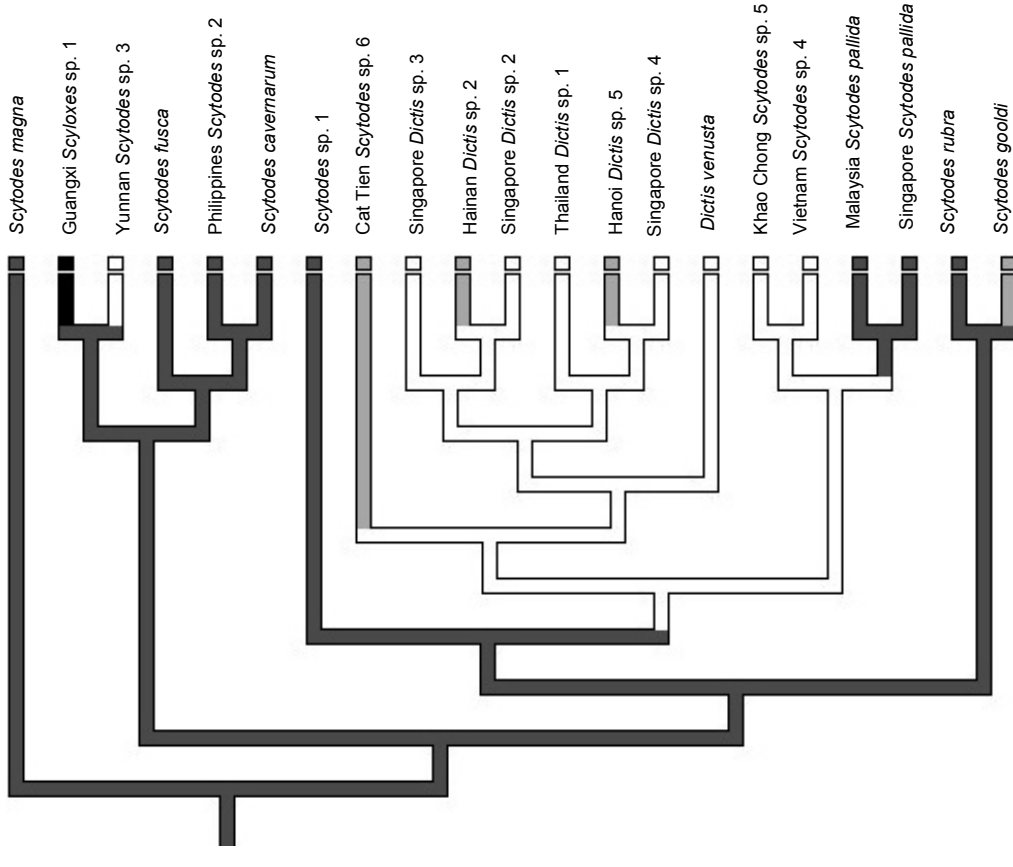 Scytodes magna
Guangxi Scyloxes sp. 1
Yunnan Scytodes sp. 3
Scytodes fusca
Philippines Scytodes sp. 2
Scytodes cavernarum
Scytodes sp. 1
Cat Tien Scytodes sp. 6
Singapore Dictis sp. 3
Hainan Dictis sp. 2
Singapore Dictis sp. 2
Thailand Dictis sp. 1
Hanoi Dictis sp. 5
Singapore Dictis sp. 4
Dictis venusta
Khao Chong Scytodes sp. 5
Vietnam Scytodes sp. 4
Malaysia Scytodes pallida
Singapore Scytodes pallida
Scytodes rubra
Scytodes gooldi